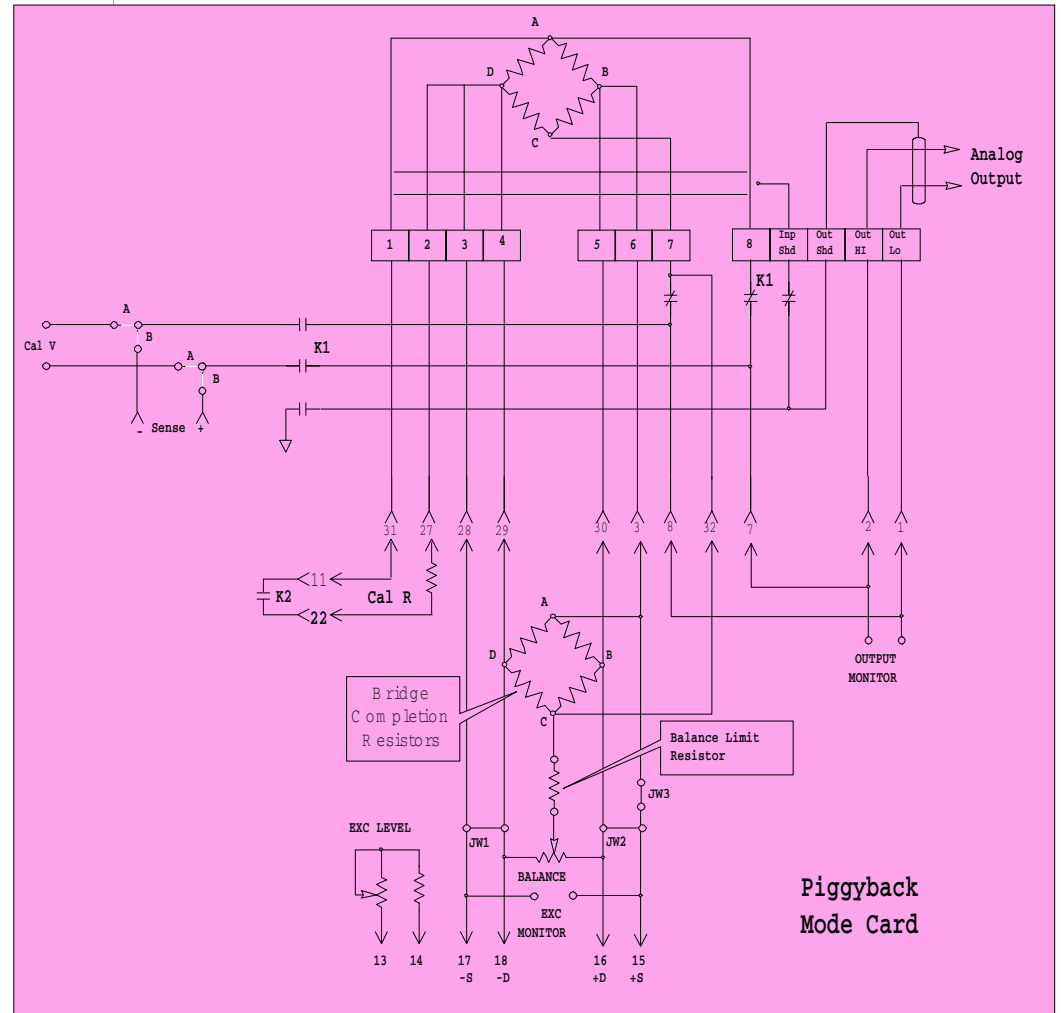 A
D B
C
Analog
Output
1 2 3 4 5 6 7 8 Inp Shd Out Shd Out HI Out Lo
K1
A
B
Cal V
A
K1
B
- Sense +
31 27 28 29 30 3 8 32 7 2 1
11
K2 Cal R
22
A
D B
C
OUTPUT
MONITOR
Bridge
Completion
Resistors
Balance Limit
Resistor
JW3
EXC LEVEL
JW1 JW2
BALANCE
EXC
MONITOR
Piggyback
Mode Card
13 14 17 18 16 15
-S -D +D +S